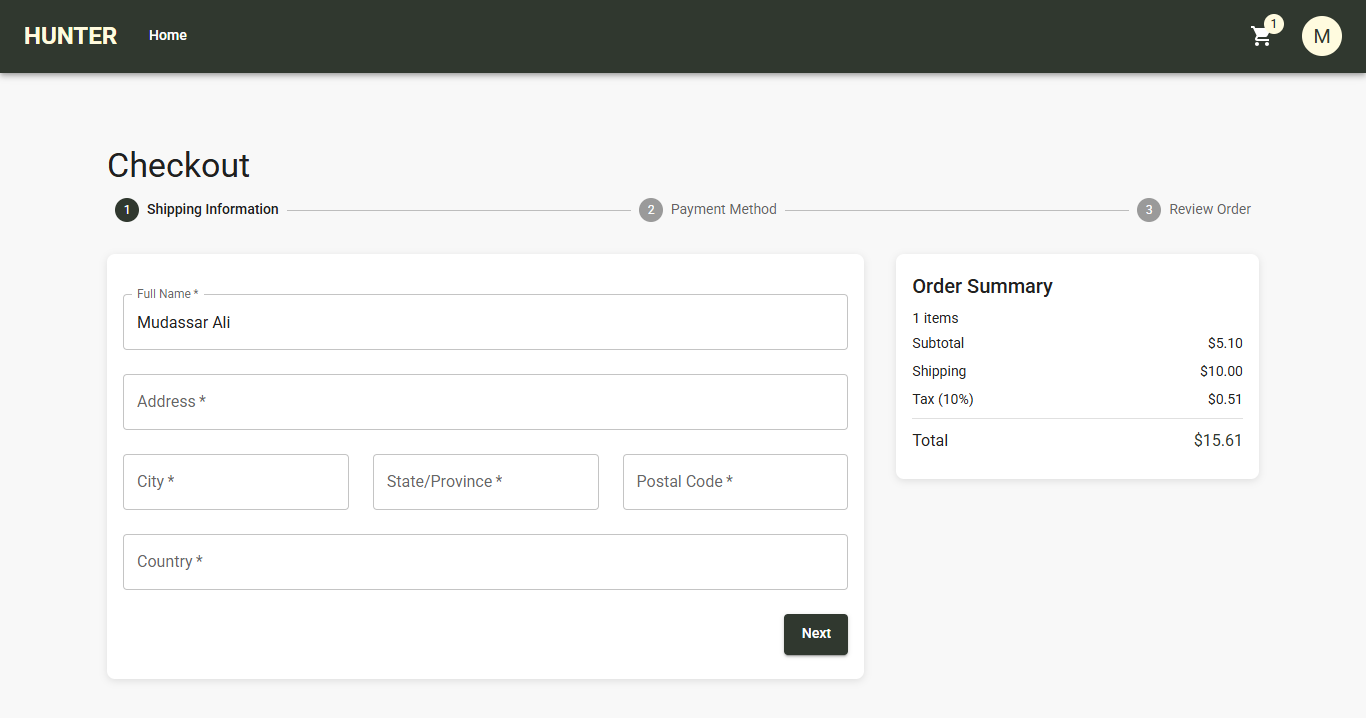 HUNTER Home 1 M
Checkout
1 Shipping Information 2 Payment Method 3 Review Order
Full Name *
Mudassar Ali
Address *
City * State/Province * Postal Code *
Country *
Next
Order Summary
1 items
Subtotal $5.10
Shipping $10.00
Tax (10%) $0.51
Total $15.61